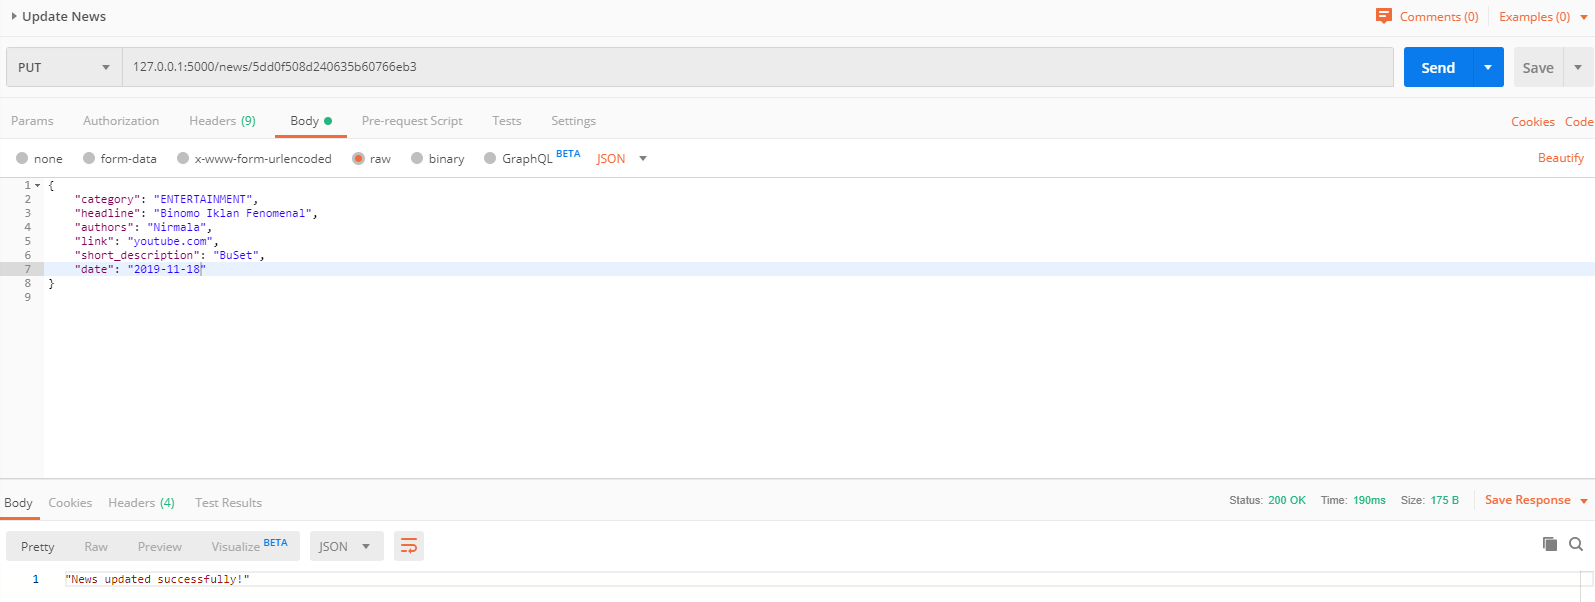 Update News Comments (0) Examples (0)
PUT 127.0.0.1:5000/news/5dd0f508d240635b60766eb3 Send Save
Params Authorization Headers (9) Body Pre-request Script Tests Settings Cookies Code
none form-data x-www-form-urlencoded raw binary GraphQL BETA JSON Beautify
1 {
2 "category": "ENTERTAINMENT",
3 "headline": "Binomo Iklan Fenomenal",
4 "authors": "Nirmala",
5 "link": "youtube.com",
6 "short_description": "BuSet",
7 "date": "2019-11-18"
8 }
9
Body Cookies Headers (4) Test Results Status: 200 OK Time: 190ms Size: 175 B Save Response
Pretty Raw Preview Visualize BETA JSON
1 "News updated successfully!"